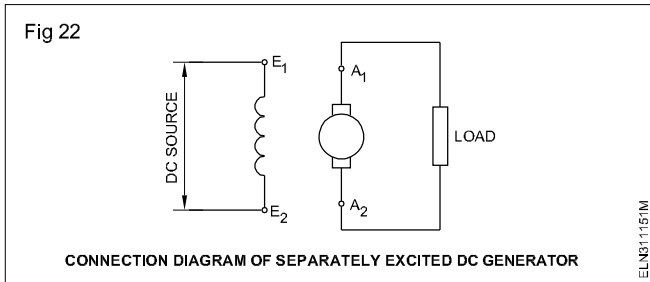 Fig 22
E1
A1
DC SOURCE
LOAD
E2
A2
CONNECTION DIAGRAM OF SEPARATELY EXCITED DC GENERATOR
ELN311151M